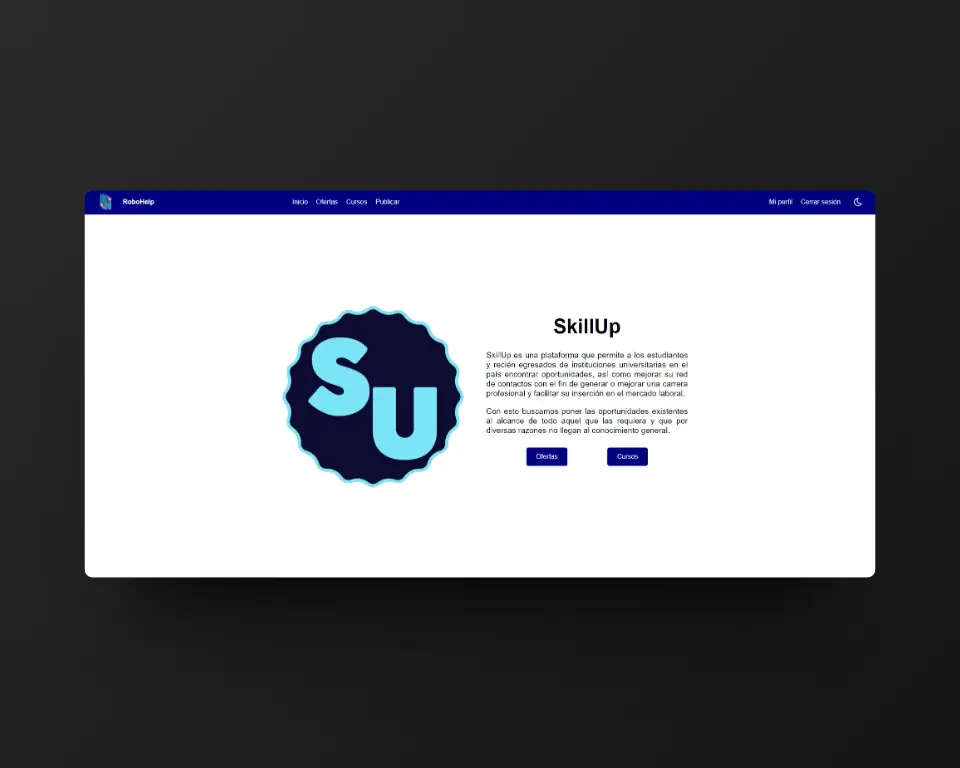 RoboHelp
Inicio Ofertas Cursos Publicar
Mi perfil Cerrar sesión
SU
SkillUp
SkillUp es una plataforma que permite a los estudiantes
y recién egresados de instituciones universitarias en el
país encontrar oportunidades, así como mejorar su red
de contactos con el fin de generar o mejorar una carrera
profesional y facilitar su inserción en el mercado laboral.
Con esto buscamos poner las oportunidades existentes
al alcance de todo aquel que las requiera y que por
diversas razones no llegan al conocimiento general.
Ofertas
Cursos